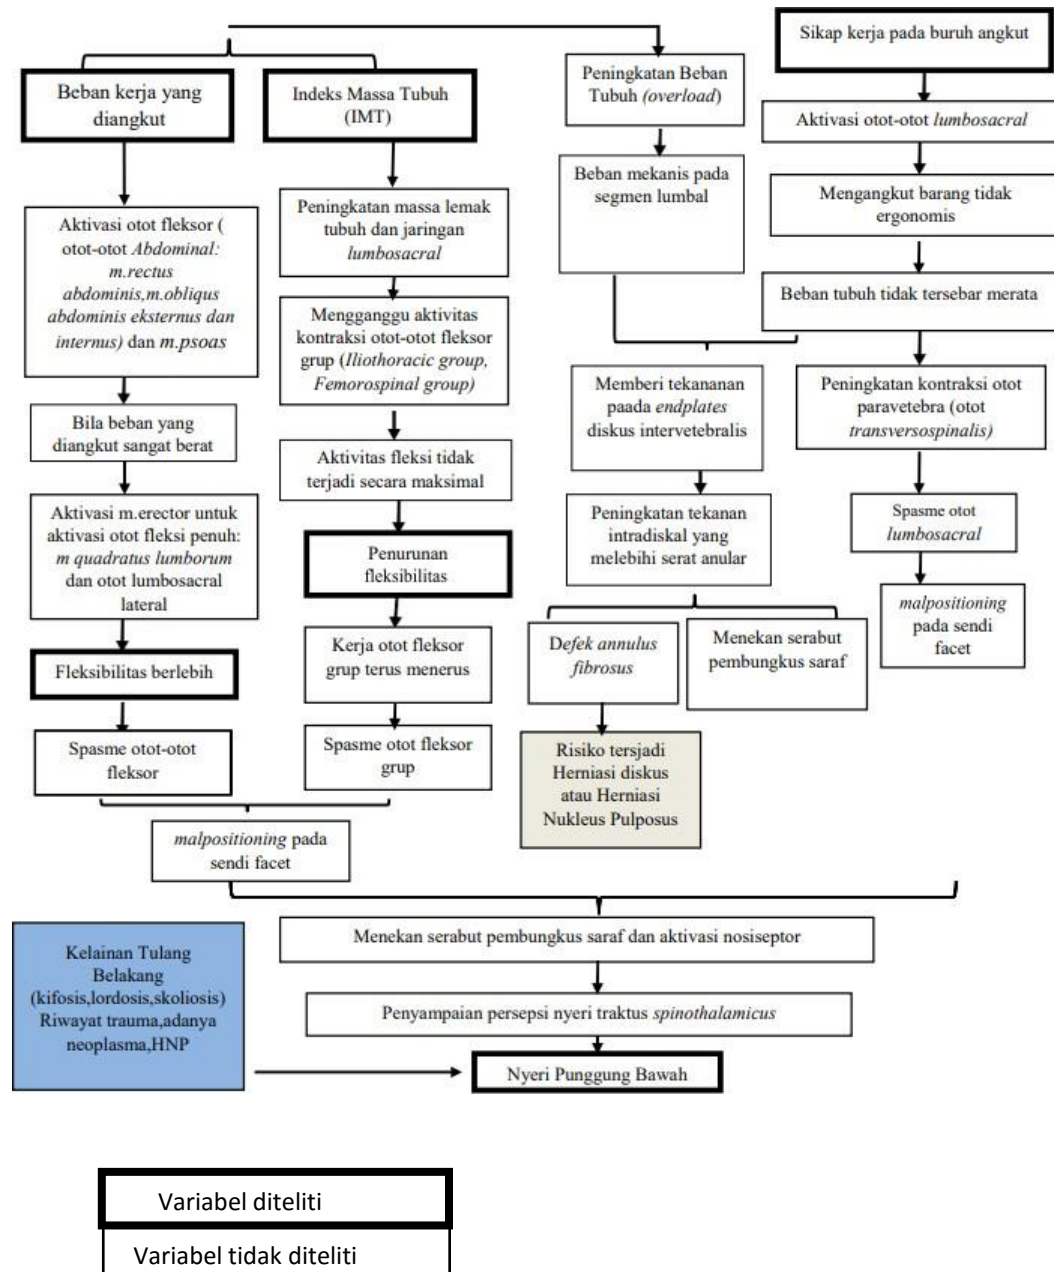 Beban kerja yang
diangkut
Aktivasi otot fleksor (
otot-otot Abdominal:
m.rectus
abdominis,m.obliqus
abdominis eksternus dan
internus) dan m.psoas
Bila beban yang
diangkut sangat berat
Aktivasi m.erector untuk
aktivasi otot fleksi penuh:
m quadratus lumborum
dan otot lumbosacral
lateral
Fleksibilitas berlebih
Spasme otot-otot
fleksor
Indeks Massa Tubuh
(IMT)
Peningkatan massa lemak
tubuh dan jaringan
lumbosacral
Mengganggu aktivitas
kontraksi otot-otot fleksor
grup (Iliothoracic group,
Femorospinal group)
Aktivitas fleksi tidak
terjadi secara maksimal
Penurunan
fleksibilitas
Kerja otot fleksor
grup terus menerus
Spasme otot fleksor
grup
malpositioning pada
sendi facet
Peningkatan Beban
Tubuh (overload)
Beban mekanis pada
segmen lumbal
Memberi tekananan
paada endplates
diskus intervetebralis
Peningkatan tekanan
intradiskal yang
melebihi serat anular
Defek annulus
fibrosus
Menekan serabut
pembungkus saraf
Risiko tersjadi
Herniasi diskus
atau Herniasi
Nukleus Pulposus
Sikap kerja pada buruh angkut
Aktivasi otot-otot lumbosacral
Mengangkut barang tidak
ergonomis
Beban tubuh tidak tersebar merata
Peningkatan kontraksi otot
paravetebra (otot
transversospinalis)
Spasme otot
lumbosacral
malpositioning
pada sendi
facet
Menekan serabut pembungkus saraf dan aktivasi nosiseptor
Penyampaian persepsi nyeri traktus spinothalamicus
Nyeri Punggung Bawah
Kelainan Tulang
Belakang
(kifosis,lordosis,skoliosis)
Riwayat trauma,adanya
neoplasma,HNP
Variabel diteliti
Variabel tidak diteliti